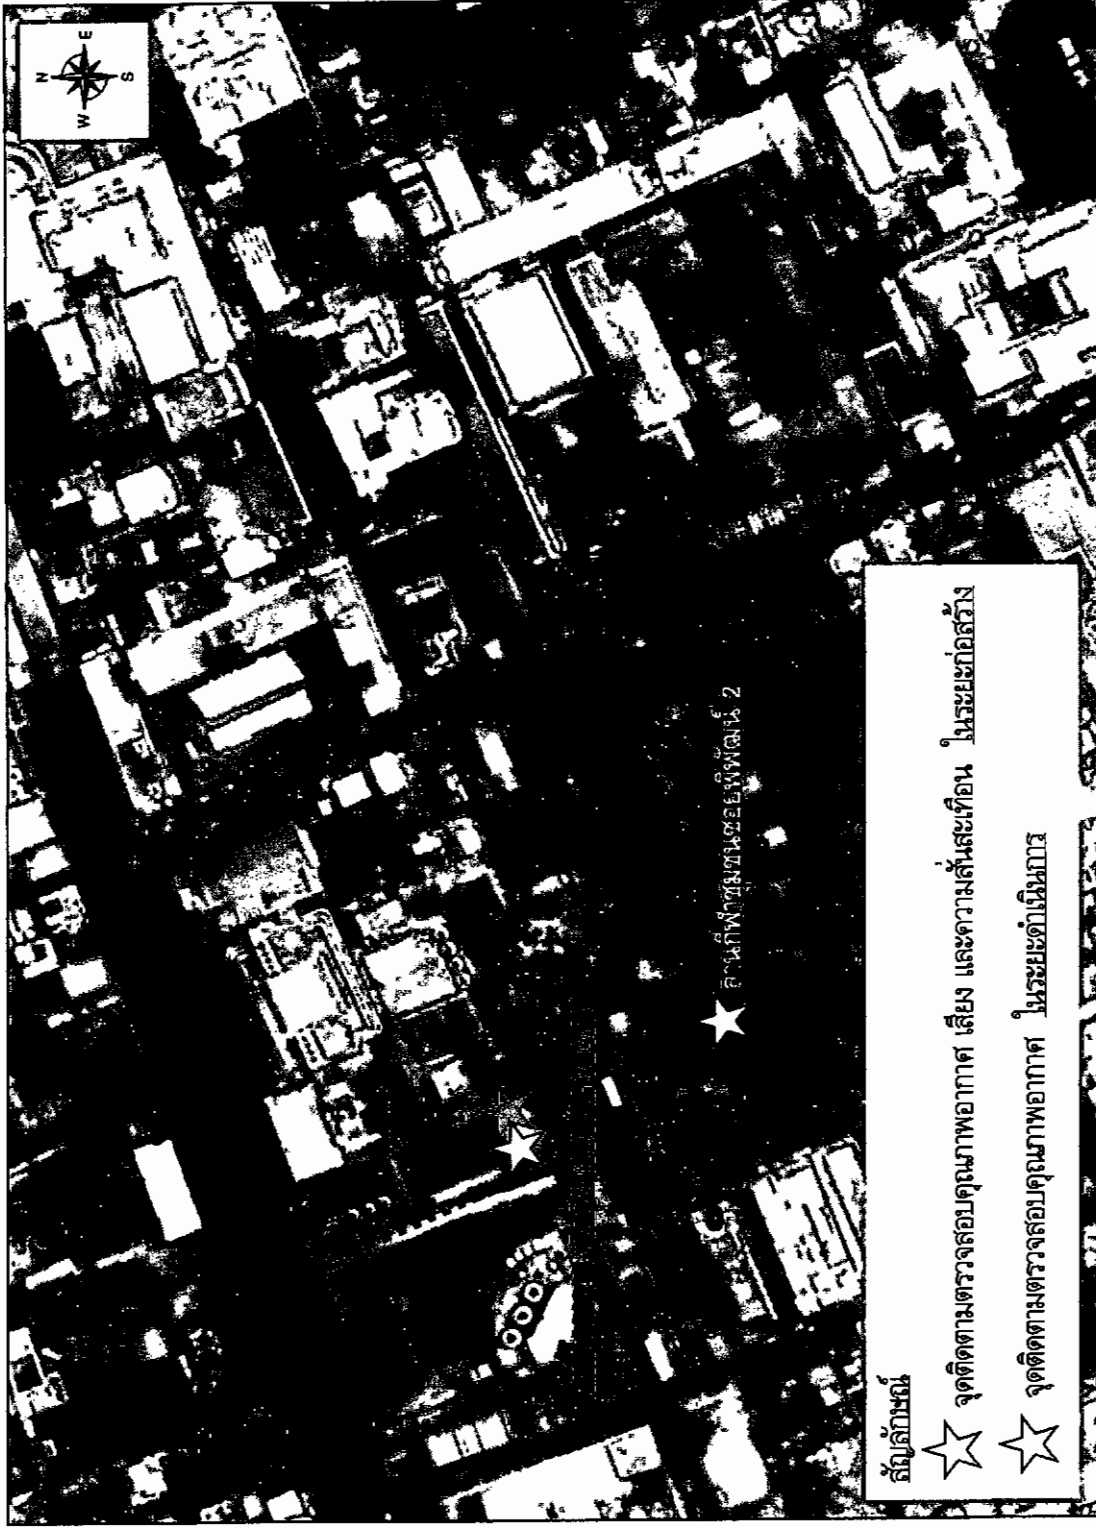 N
E
W
S
ลานกีฬาชุมชนซอยพิพัฒน์ 2
สัญลักษณ์
จุดติดตามตรวจสอบคุณภาพอากาศ เสียง และความสั่นสะเทือน ในระยะก่อสร้าง
จุดติดตามตรวจสอบคุณภาพอากาศ ในระยะดำเนินการ